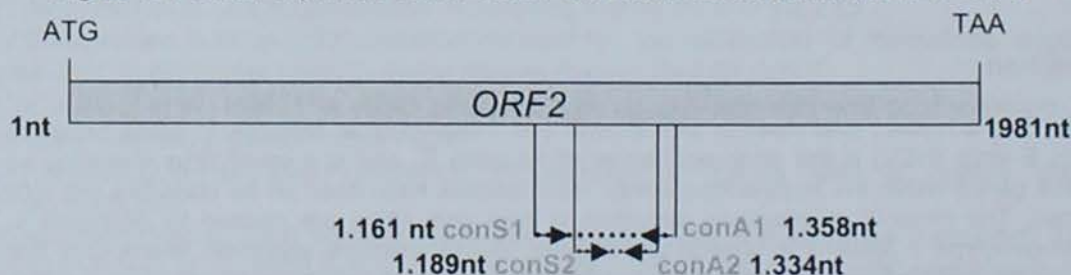 ATG TAA
ORF2
1nt 1981nt
1.161 nt conS1 conA1 1.358nt
1.189nt conS2 conA2 1.334nt